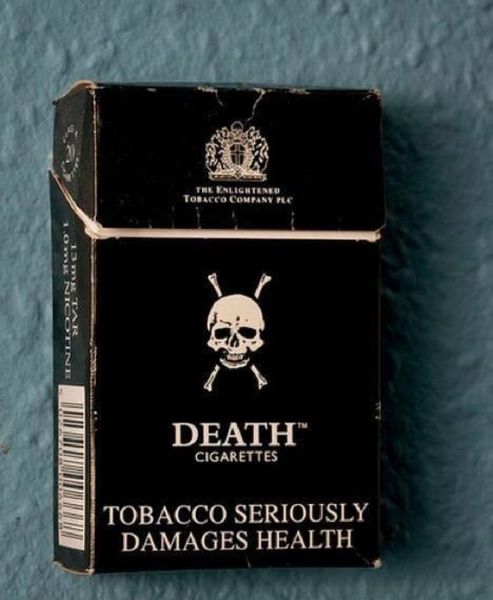 THE ENLIGHTENED
TOBACCO COMPANY PLC
DEATH™
CIGARETTES
TOBACCO SERIOUSLY
DAMAGES HEALTH
13mg TAR
1.0mg NICOTINE